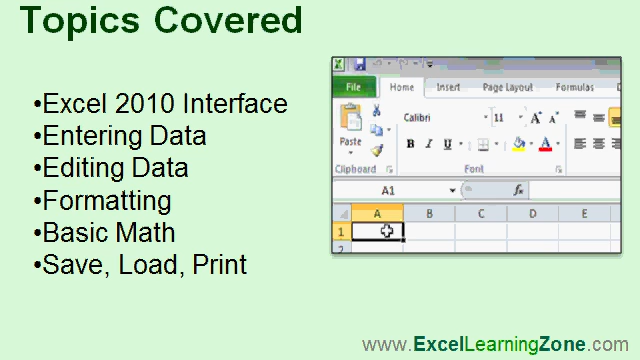 Topics Covered
•Excel 2010 Interface
•Entering Data
•Editing Data
•Formatting
•Basic Math
•Save, Load, Print
File Home Insert Page Layout Formulas
Paste
Calibri 11 A A
B I U A
Clipboard Font
A1 fx
A B C D E
1
2
www.ExcelLearningZone.com